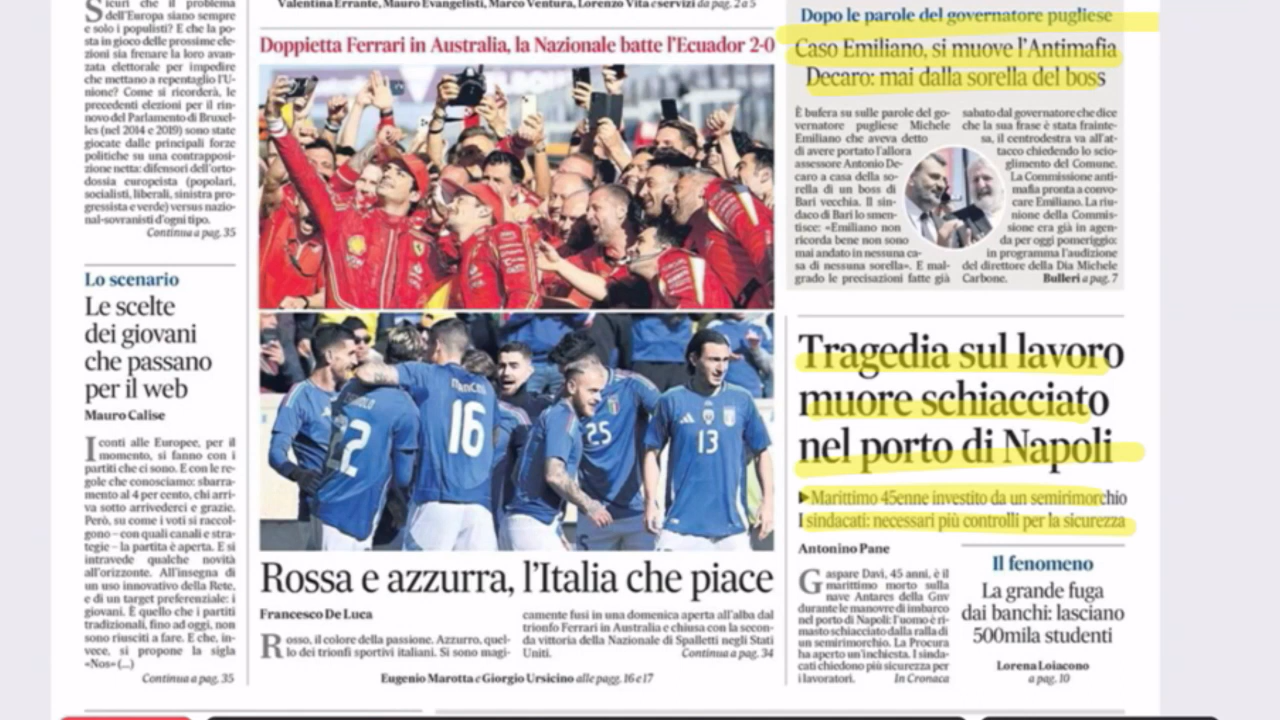 Sicuri che il problema
dell'Europa siano sempre
e solo i populisti? E che la po-
sta in gioco delle prossime ele-
zioni sia frenare la loro avan-
zata elettorale per impedire
che mettano a repentaglio l'U-
nione? Come si ricorderà, le
precedenti elezioni per il rin-
novo del Parlamento di Bruxel-
les (nel 2014 e 2019) sono state
giocate dalle principali forze
politiche su una contrapposi-
zione netta: difensori dell'orto-
dossia europeista (popolari,
socialisti, liberali, sinistra pro-
gressista e verde) versus nazio-
nal-sovranisti d'ogni tipo.
Continua a pag. 35
Lo scenario
Le scelte
dei giovani
che passano
per il web
Mauro Calise
I conti alle Europee, per il
momento, si fanno con i
partiti che ci sono. E con le re-
gole che conosciamo: sbarra-
mento al 4 per cento, chi arri-
va sotto arrivederci e grazie.
Però, su come i voti si raccol-
gono – con quali canali e stra-
tegie – la partita è aperta. E si
intravede qualche novità
all'orizzonte. All'insegna di
un uso innovativo della Rete,
e di un target preferenziale: i
giovani. È quello che i partiti
tradizionali, fino ad oggi, non
sono riusciti a fare. E che, in-
vece, si propone la sigla
«Nos» (...)
Continua a pag. 35
Valentina Errante, Mauro Evangelisti, Marco Ventura, Lorenzo Vita e servizi da pag. 2 a 5
Doppietta Ferrari in Australia, la Nazionale batte l'Ecuador 2-0
MANCINI
16
25
13
Rossa e azzurra, l'Italia che piace
Francesco De Luca
Rosso, il colore della passione. Azzurro, quel-
lo dei trionfi sportivi italiani. Si sono magi-
camente fusi in una domenica aperta all'alba dal
trionfo Ferrari in Australia e chiusa con la secon-
da vittoria della Nazionale di Spalletti negli Stati
Uniti.
Continua a pag. 34
Eugenio Marotta e Giorgio Ursicino alle pagg. 16 e 17
Dopo le parole del governatore pugliese
Caso Emiliano, si muove l'Antimafia
Decaro: mai dalla sorella del boss
È bufera su sulle parole del go-
vernatore pugliese Michele
Emiliano che aveva detto
di avere portato l'allora
assessore Antonio De-
caro a casa della so-
rella di un boss di
Bari vecchia. Il sin-
daco di Bari lo smen-
tisce: «Emiliano non
ricorda bene non sono
mai andato in nessuna ca-
sa di nessuna sorella». E mal-
grado le precisazioni fatte già
sabato dal governatore che dice
che la sua frase è stata frainte-
sa, il centrodestra va all'at-
tacco chiedendo lo scio-
glimento del Comune.
La Commissione anti-
mafia pronta a convo-
care Emiliano. La riu-
nione della Commis-
sione era già in agen-
da per oggi pomeriggio:
in programma l'audizione
del direttore della Dia Michele
Carbone.
Bulleri a pag. 7
Tragedia sul lavoro
muore schiacciato
nel porto di Napoli
Marittimo 45enne investito da un semirimorchio
I sindacati: necessari più controlli per la sicurezza
Antonino Pane
Gaspare Davi, 45 anni, è il
marittimo morto sulla
nave Antares della Gnv
durante le manovre di imbarco
nel porto di Napoli: l'uomo è ri-
masto schiacciato dalla ralla di
un semirimorchio. La Procura
ha aperto un'inchiesta. I sinda-
cati chiedono più sicurezza per
i lavoratori.
In Cronaca
Il fenomeno
La grande fuga
dai banchi: lasciano
500mila studenti
Lorena Loiacono
a pag. 10